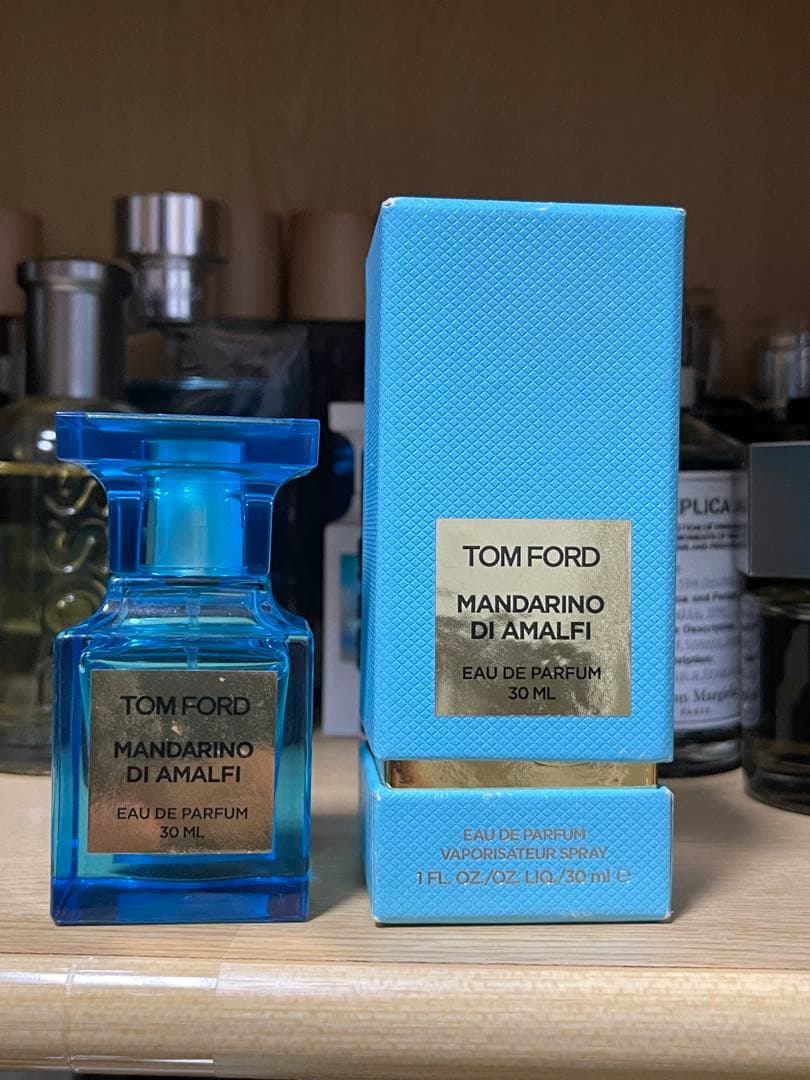 TOM FORD
MANDARINO
DI AMALFI
EAU DE PARFUM
30 ML
TOM FORD
MANDARINO
DI AMALFI
EAU DE PARFUM
30 ML
EAU DE PARFUM
VAPORISATEUR SPRAY
1 FL. OZ./OZ. LIQ./30 ml ℮
PLICA
PARIS